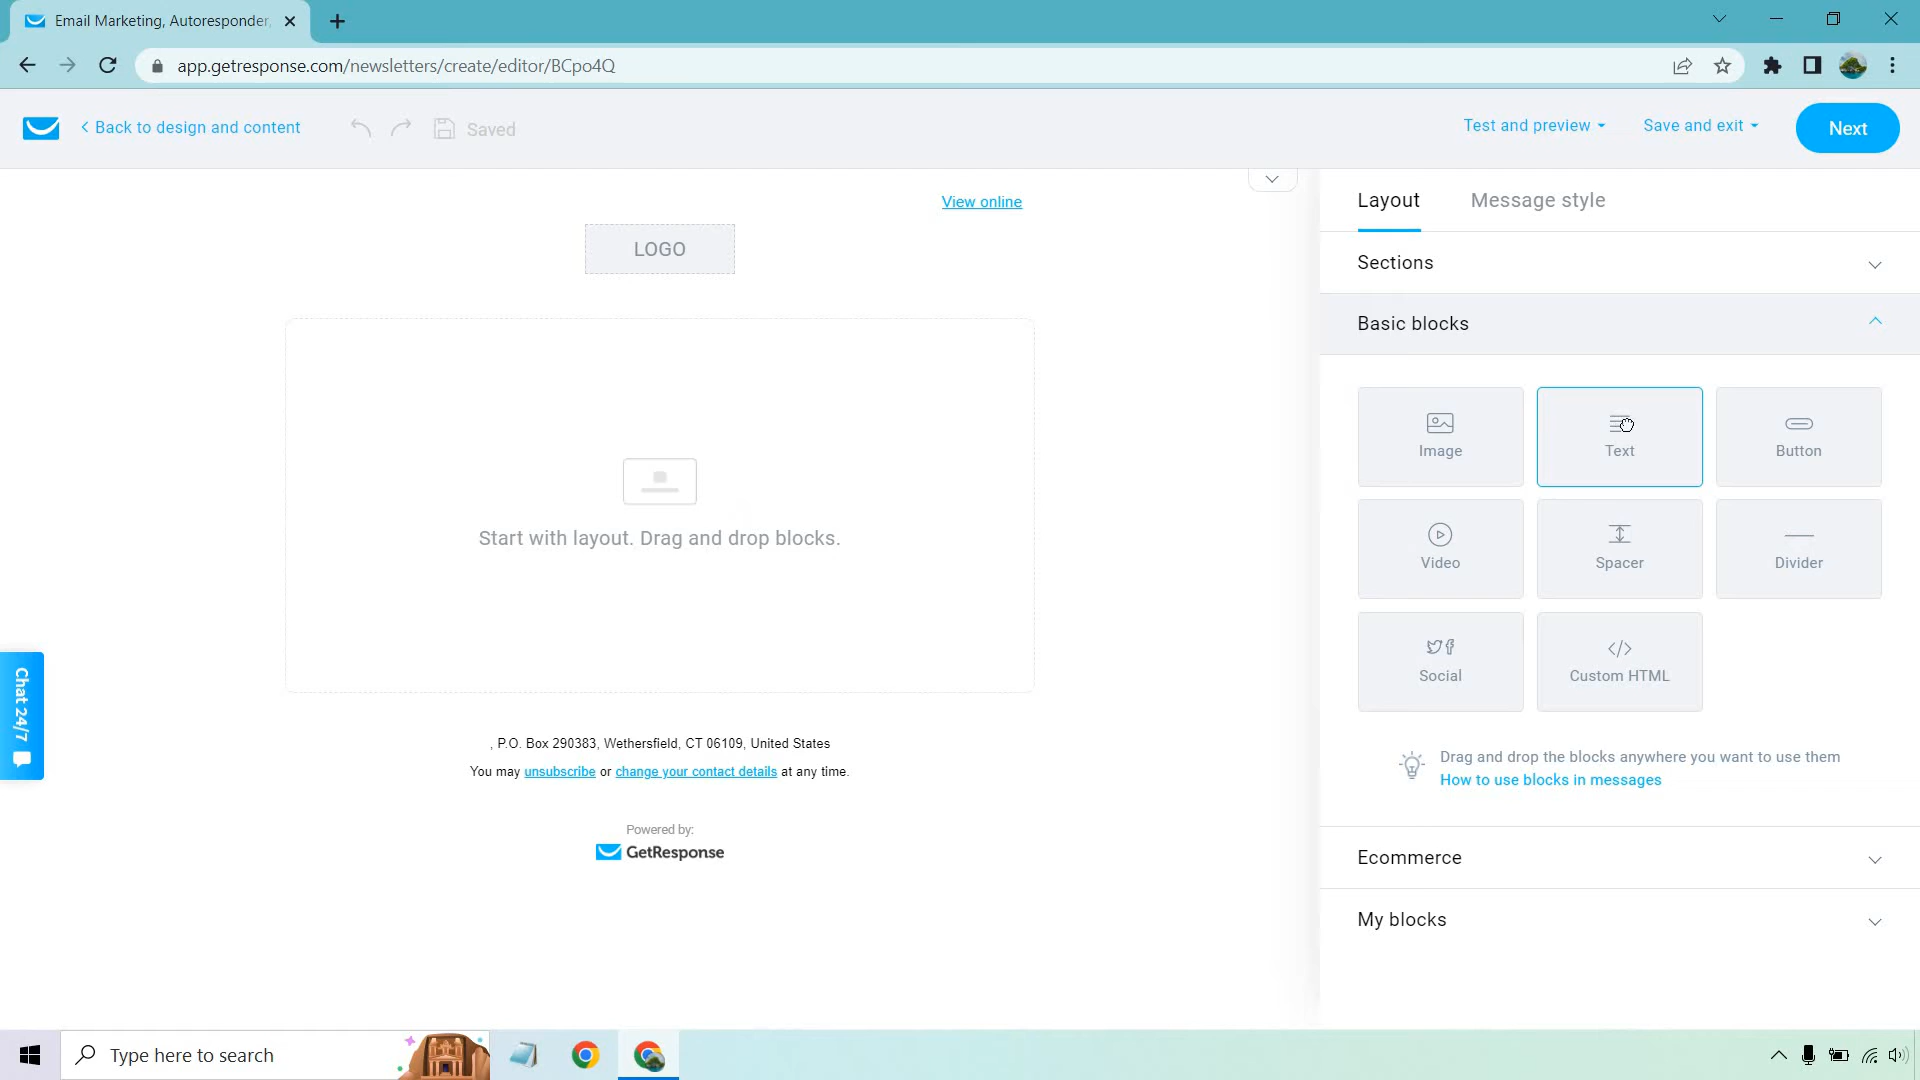 Email Marketing, Autoresponder,
app.getresponse.com/newsletters/create/editor/BCpo4Q
Back to design and content
Saved
Test and preview
Save and exit
Next
View online
LOGO
Start with layout. Drag and drop blocks.
, P.O. Box 290383, Wethersfield, CT 06109, United States
You may unsubscribe or change your contact details at any time.
Powered by:
GetResponse
Chat 24/7
Layout
Message style
Sections
Basic blocks
Image
Text
Button
Video
Spacer
Divider
Social
Custom HTML
Drag and drop the blocks anywhere you want to use them
How to use blocks in messages
Ecommerce
My blocks
Type here to search